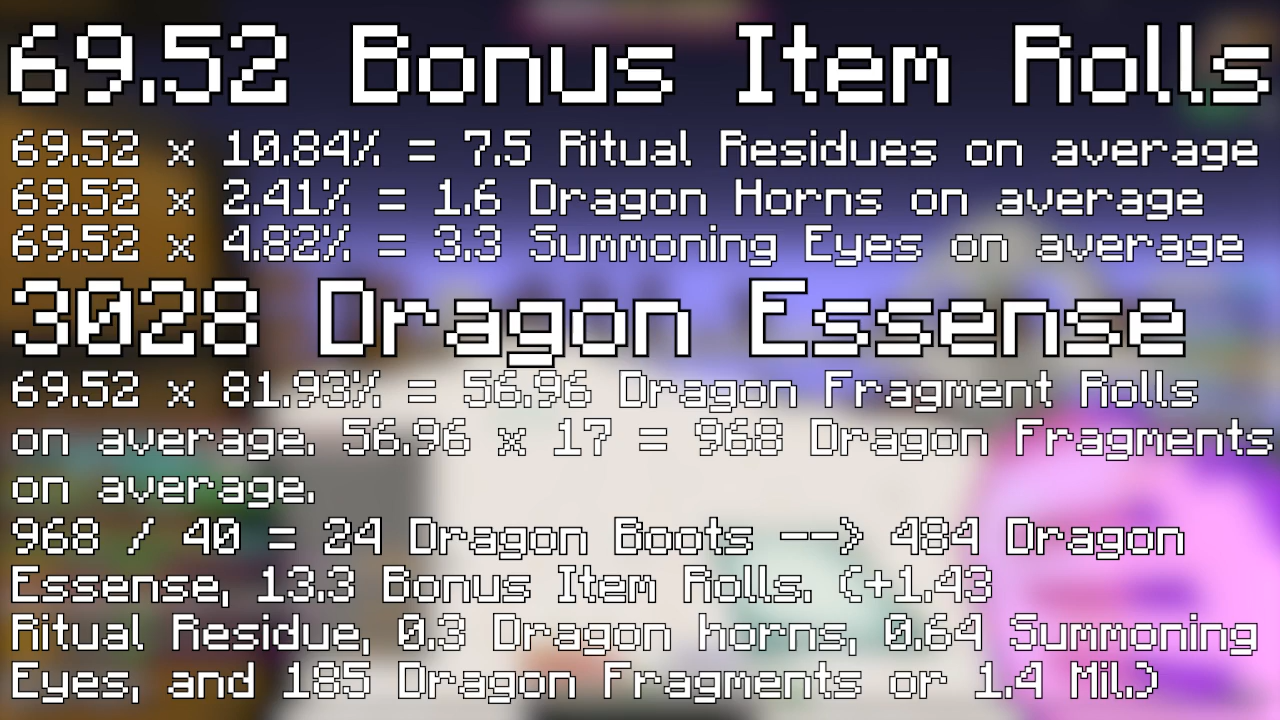 69.52 Bonus Item Rolls
69.52 x 10.84% = 7.5 Ritual Residues on average
69.52 x 2.41% = 1.6 Dragon Horns on average
69.52 x 4.82% = 3.3 Summoning Eyes on average
3028 Dragon Essense
69.52 x 81.93% = 56.96 Dragon Fragment Rolls
on average. 56.96 x 17 = 968 Dragon Fragments
on average.
968 / 40 = 24 Dragon Boots --> 484 Dragon
Essense, 13.3 Bonus Item Rolls. (+1.43
Ritual Residue, 0.3 Dragon horns, 0.64 Summoning
Eyes, and 185 Dragon Fragments or 1.4 Mil.)